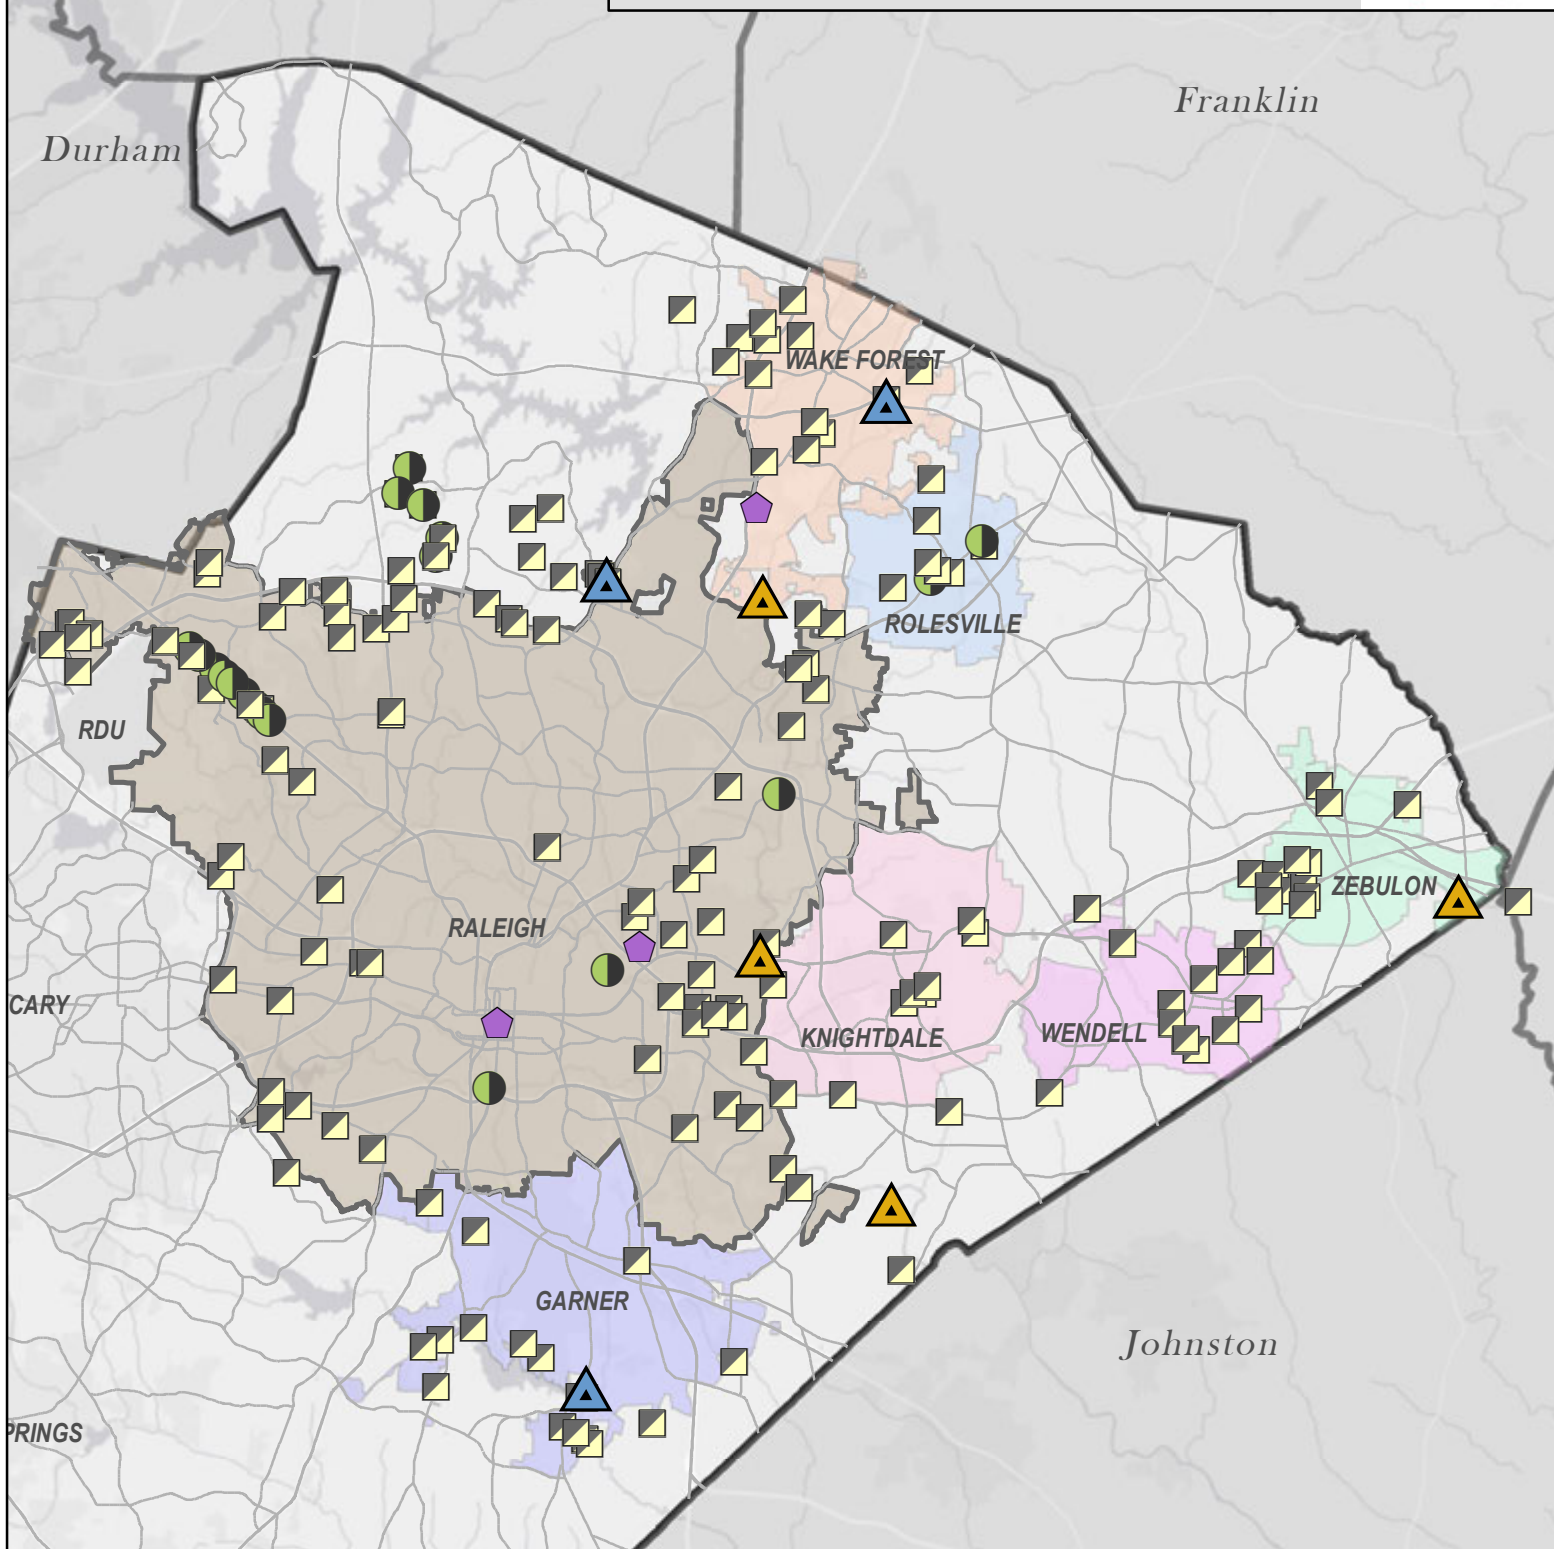 Franklin
Durham
WAKE FOREST
ROLESVILLE
RDU
ZEBULON
RALEIGH
CARY
KNIGHTDALE
WENDELL
GARNER
Johnston
PRINGS